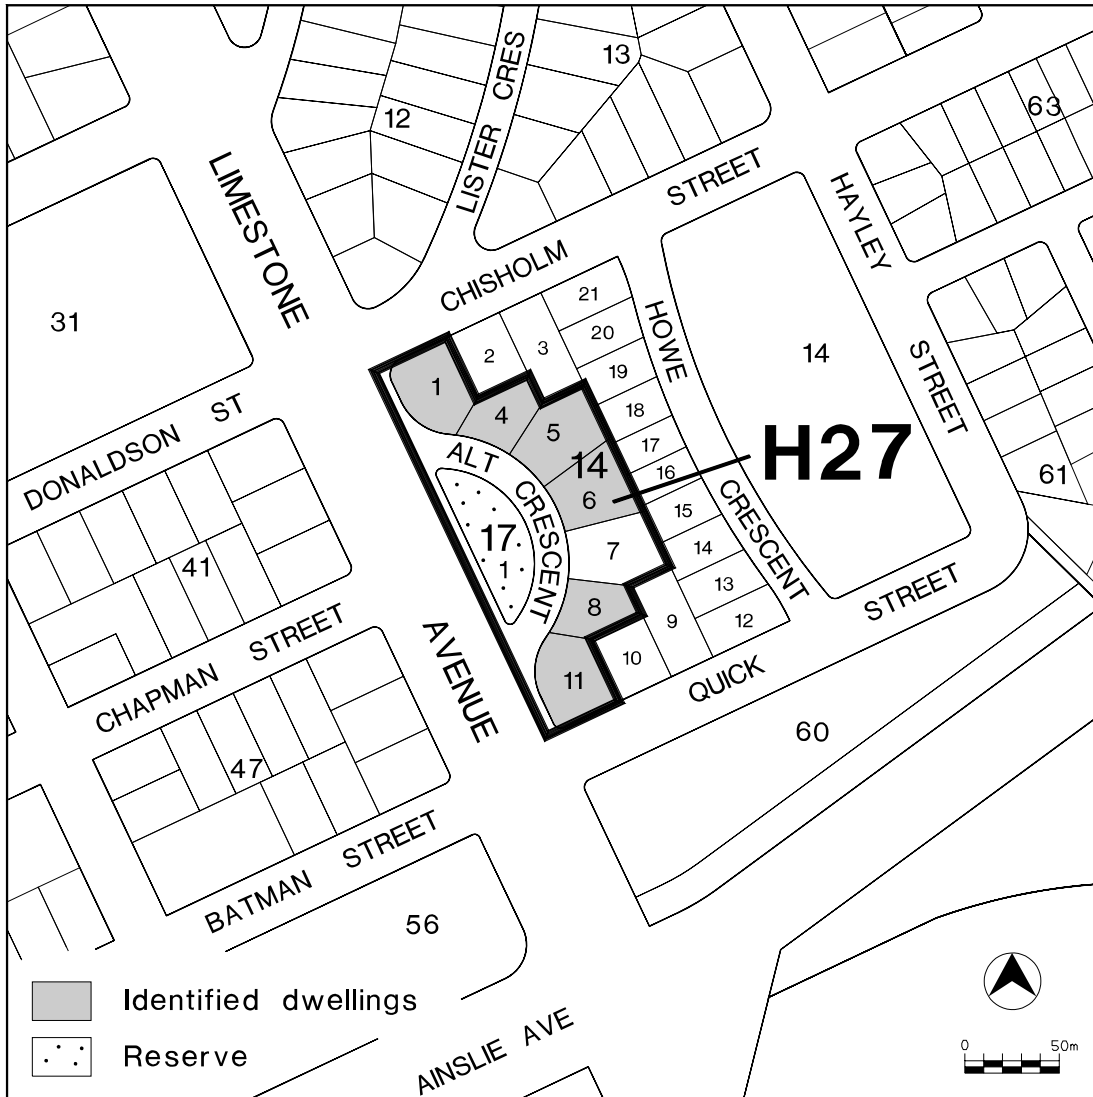 13
63
12
LISTER CRES
LIMESTONE
STREET
HAYLEY
CHISHOLM
31
21
HOWE
2
3
20
14
1
19
STREET
4
18
5
DONALDSON ST
17
H27
ALT
14
16
61
6
CRESCENT
15
CRESCENT
17
7
14
41
1
13
STREET
8
12
9
CHAPMAN STREET
AVENUE
10
11
QUICK
60
47
BATMAN STREET
56
Identified dwellings
Reserve
AINSLIE AVE
0 50m